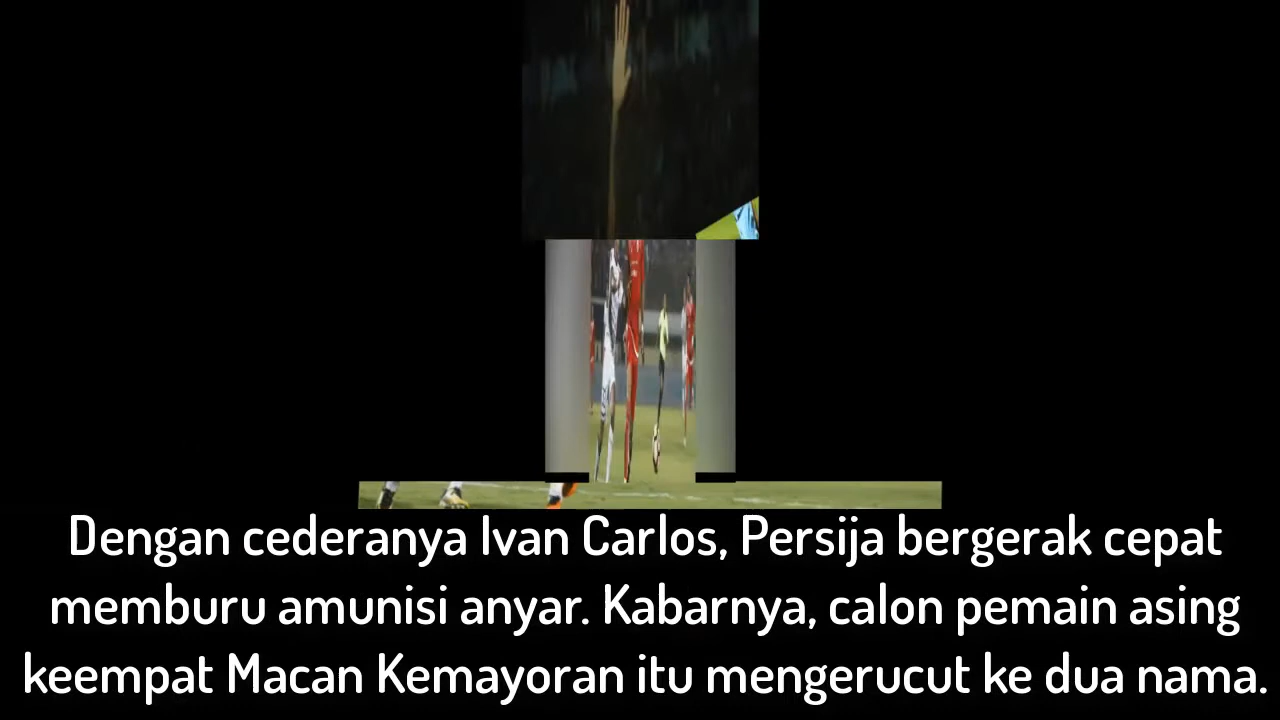 Dengan cederanya Ivan Carlos, Persija bergerak cepat
memburu amunisi anyar. Kabarnya, calon pemain asing
keempat Macan Kemayoran itu mengerucut ke dua nama.